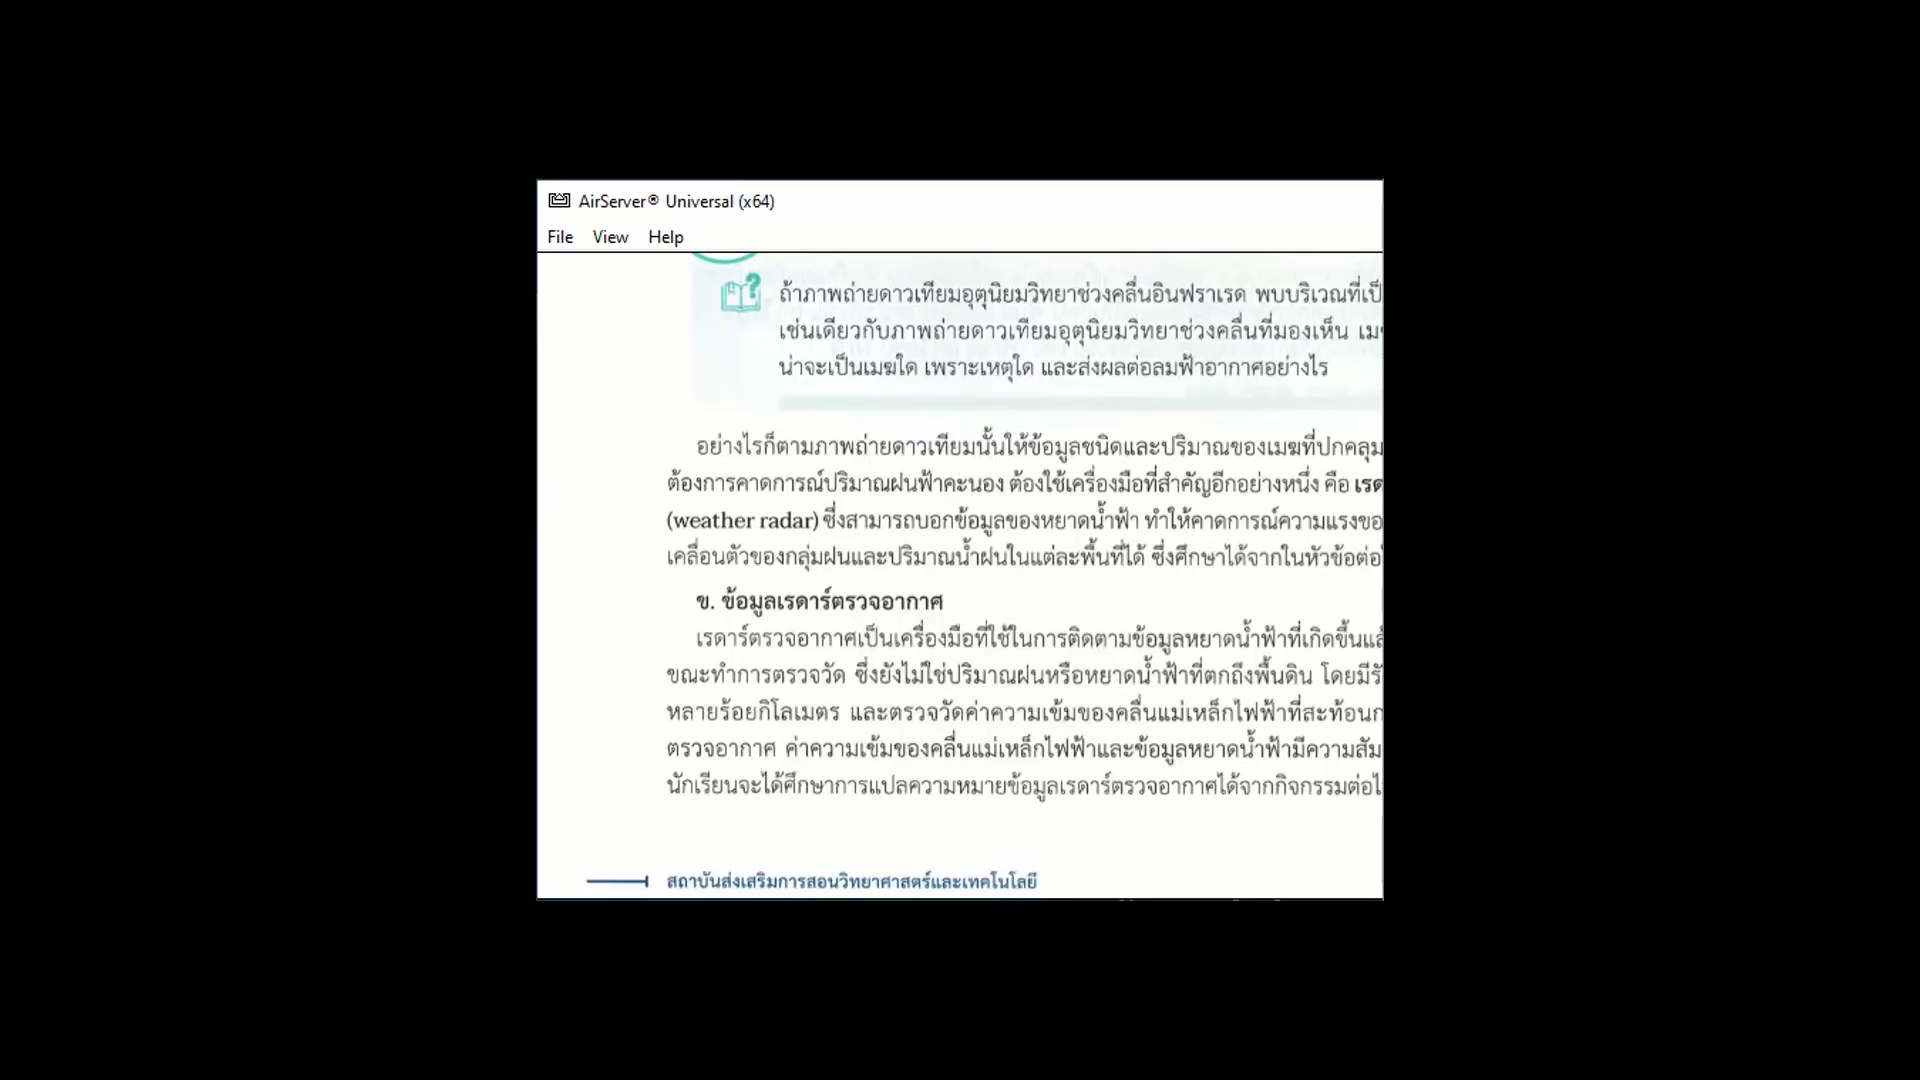 AirServer® Universal (x64)
File View Help
ถ้าภาพถ่ายดาวเทียมอุตุนิยมวิทยาช่วงคลื่นอินฟราเรด พบบริเวณที่เป็
เช่นเดียวกับภาพถ่ายดาวเทียมอุตุนิยมวิทยาช่วงคลื่นที่มองเห็น เม
น่าจะเป็นเมฆใด เพราะเหตุใด และส่งผลต่อลมฟ้าอากาศอย่างไร
อย่างไรก็ตามภาพถ่ายดาวเทียมนั้นให้ข้อมูลชนิดและปริมาณของเมฆที่ปกคลุม
ต้องการคาดการณ์ปริมาณฝนฟ้าคะนอง ต้องใช้เครื่องมือที่สำคัญอีกอย่างหนึ่ง คือ เรด
(weather radar) ซึ่งสามารถบอกข้อมูลของหยาดน้ำฟ้า ทำให้คาดการณ์ความแรงขอ
เคลื่อนตัวของกลุ่มฝนและปริมาณน้ำฝนในแต่ละพื้นที่ได้ ซึ่งศึกษาได้จากในหัวข้อต่อ
ข. ข้อมูลเรดาร์ตรวจอากาศ
เรดาร์ตรวจอากาศเป็นเครื่องมือที่ใช้ในการติดตามข้อมูลหยาดน้ำฟ้าที่เกิดขึ้นแล้
ขณะทำการตรวจวัด ซึ่งยังไม่ใช่ปริมาณฝนหรือหยาดน้ำฟ้าที่ตกถึงพื้นดิน โดยมีรั
หลายร้อยกิโลเมตร และตรวจวัดค่าความเข้มของคลื่นแม่เหล็กไฟฟ้าที่สะท้อนก
ตรวจอากาศ ค่าความเข้มของคลื่นแม่เหล็กไฟฟ้าและข้อมูลหยาดน้ำฟ้ามีความสัม
นักเรียนจะได้ศึกษาการแปลความหมายข้อมูลเรดาร์ตรวจอากาศได้จากกิจกรรมต่อไ
สถาบันส่งเสริมการสอนวิทยาศาสตร์และเทคโนโลยี